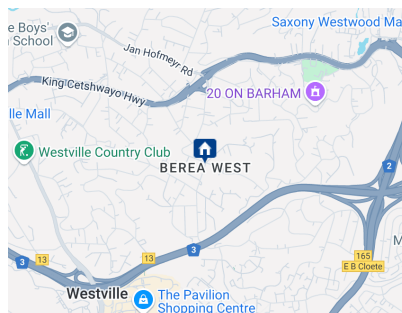 e Boys'
School
Jan Hofmeyr Rd
Saxony Westwood Ma
King Cetshwayo Hwy
20 ON BARHAM
lle Mall
Westville Country Club
BEREA WEST
2
3
13
13
3
165
E B Cloete
M
Westville
The Pavilion
Shopping Centre